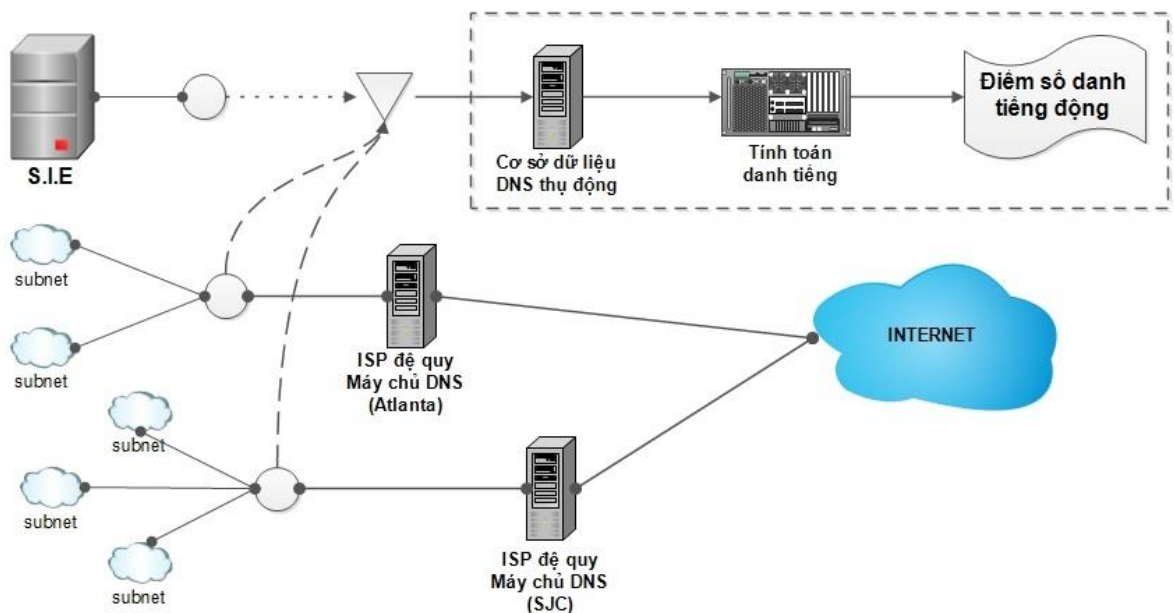 S.I.E
Cơ sở dữ liệu
DNS thụ động
Tính toán
danh tiếng
Điểm số danh
tiếng động
subnet
subnet
ISP đệ quy
Máy chủ DNS
(Atlanta)
INTERNET
subnet
subnet
subnet
ISP đệ quy
Máy chủ DNS
(SJC)